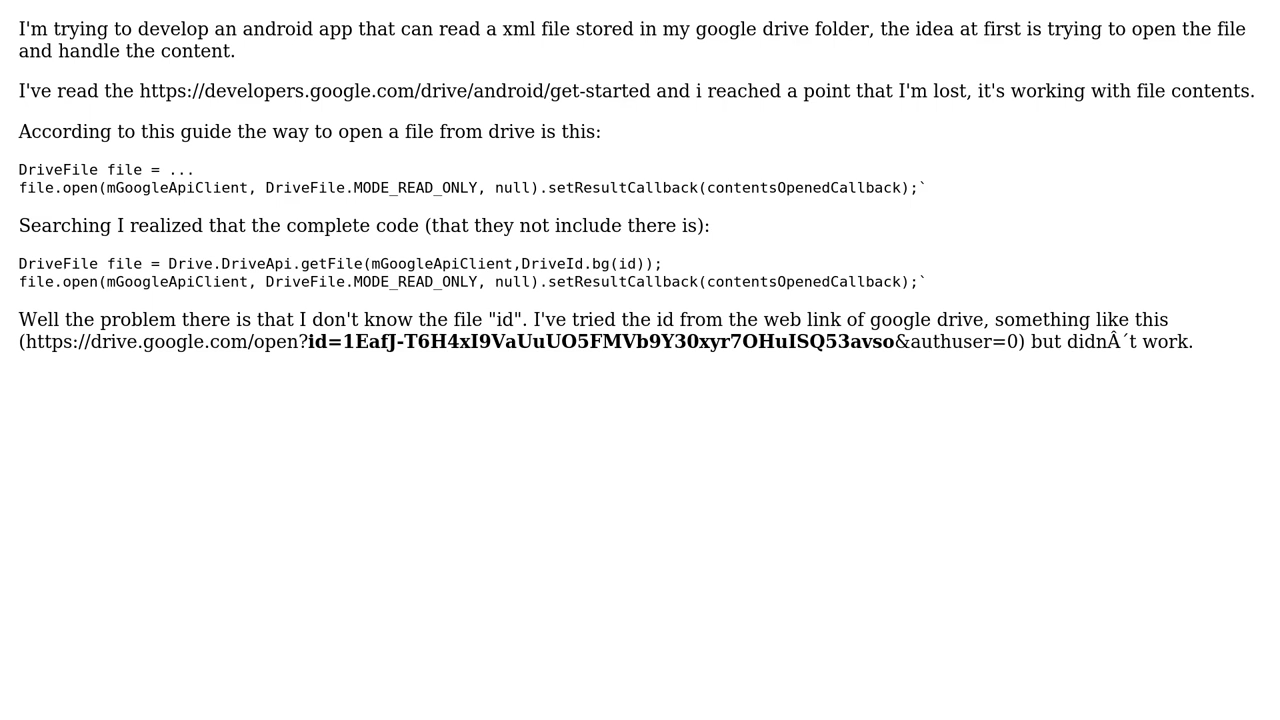 I'm trying to develop an android app that can read a xml file stored in my google drive folder, the idea at first is trying to open the file
and handle the content.
I've read the https://developers.google.com/drive/android/get-started and i reached a point that I'm lost, it's working with file contents.
According to this guide the way to open a file from drive is this:
DriveFile file = ...
file.open(mGoogleApiClient, DriveFile.MODE_READ_ONLY, null).setResultCallback(contentsOpenedCallback);`
Searching I realized that the complete code (that they not include there is):
DriveFile file = Drive.DriveApi.getFile(mGoogleApiClient,DriveId.bg(id));
file.open(mGoogleApiClient, DriveFile.MODE_READ_ONLY, null).setResultCallback(contentsOpenedCallback);`
Well the problem there is that I don't know the file "id". I've tried the id from the web link of google drive, something like this
(https://drive.google.com/open?id=1EafJ-T6H4xI9VaUuUO5FMVb9Y30xyr7OHuISQ53avso&authuser=0) but didnÂ´t work.